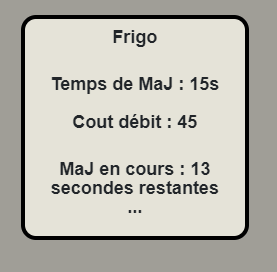 Frigo
Temps de MaJ : 15s
Cout débit : 45
MaJ en cours : 13
secondes restantes
...